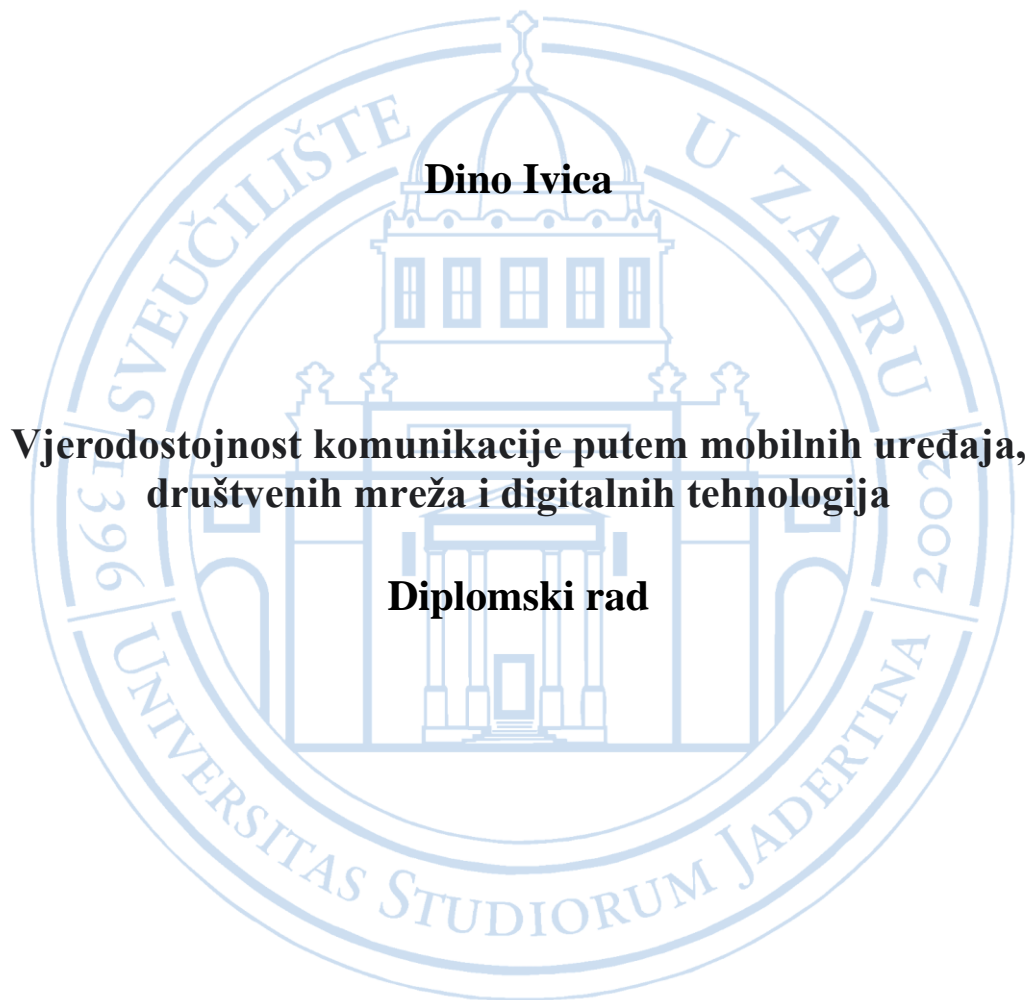 Dino Ivica
Vjerodostojnost komunikacije putem mobilnih uređaja,
društvenih mreža i digitalnih tehnologija
Diplomski rad
SVEUČILIŠTE U ZADRU
1396
2002
UNIVERSITAS STUDIORUM JADERTINA